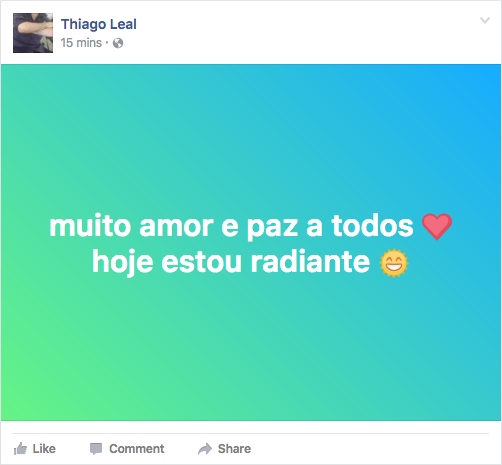 Thiago Leal
15 mins ·
muito amor e paz a todos ❤️
hoje estou radiante 🌞
Like Comment Share